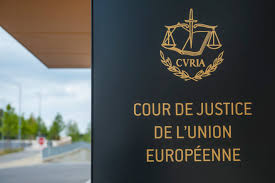 CVRIA
COUR DE JUSTICE
DE L'UNION
EUROPÉENNE